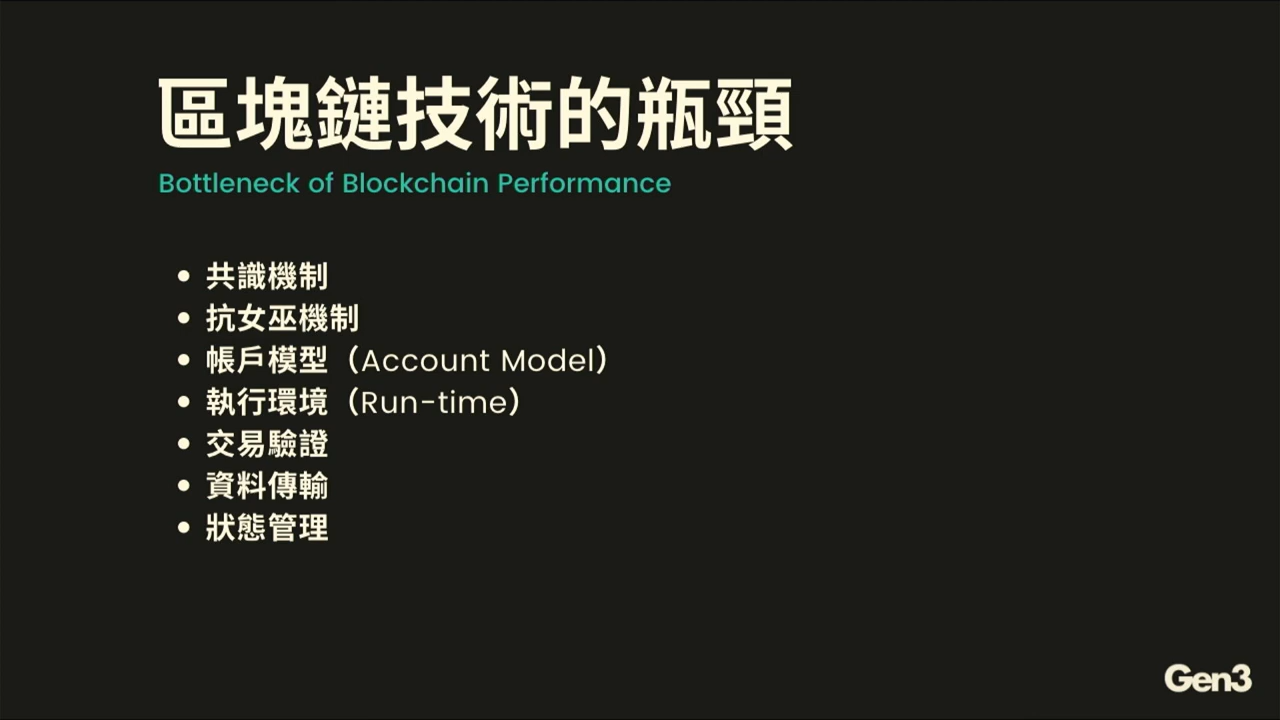 區塊鏈技術的瓶頸
Bottleneck of Blockchain Performance
• 共識機制
• 抗女巫機制
• 帳戶模型（Account Model）
• 執行環境（Run-time）
• 交易驗證
• 資料傳輸
• 狀態管理
Gen3